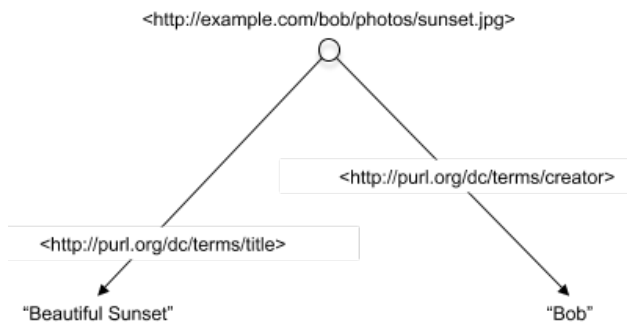 <http://example.com/bob/photos/sunset.jpg>
<http://purl.org/dc/terms/creator>
<http://purl.org/dc/terms/title>
“Beautiful Sunset”
“Bob”